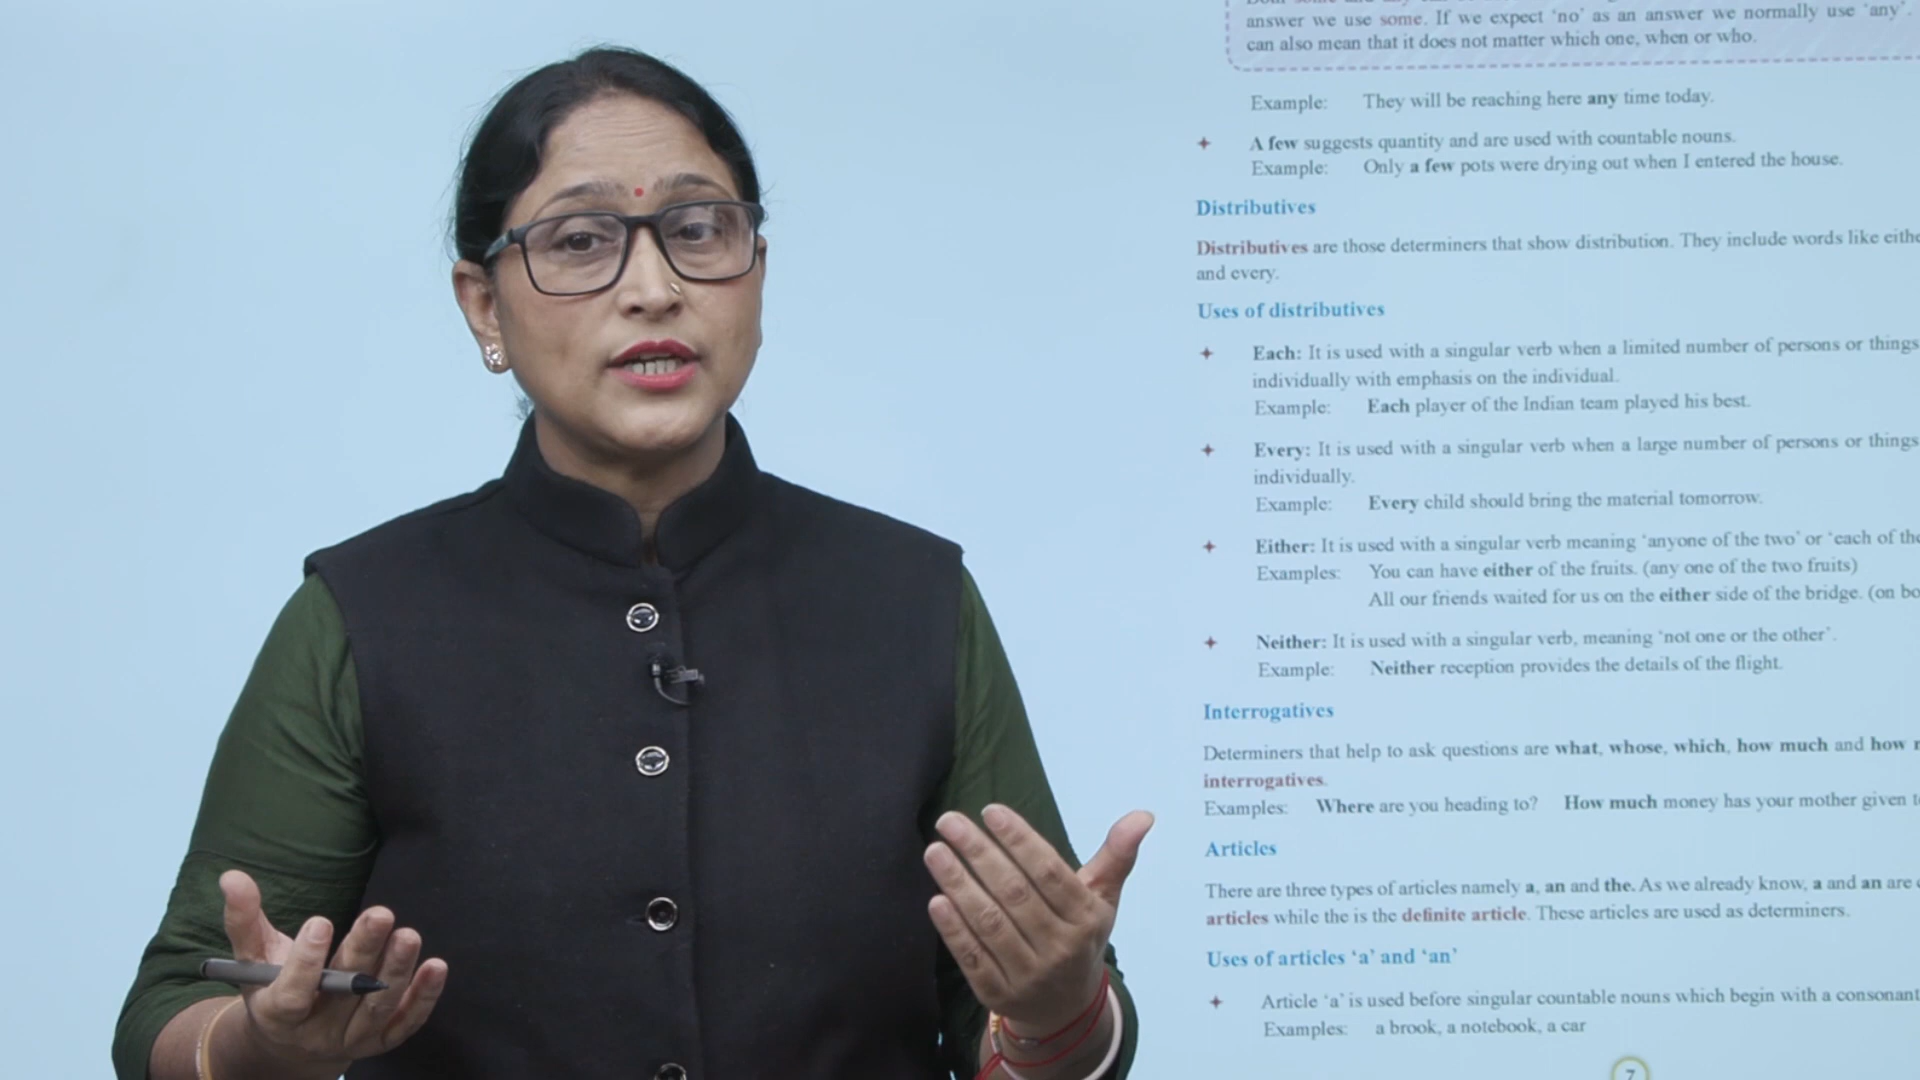 answer we use some. If we expect ‘no’ as an answer we normally use ‘any’.
can also mean that it does not matter which one, when or who.
Example: They will be reaching here any time today.
A few suggests quantity and are used with countable nouns.
Example: Only a few pots were drying out when I entered the house.
Distributives
Distributives are those determiners that show distribution. They include words like
and every.
Uses of distributives
Each: It is used with a singular verb when a limited number of persons or things
individually with emphasis on the individual.
Example: Each player of the Indian team played his best.
Every: It is used with a singular verb when a large number of persons or things
individually.
Example: Every child should bring the material tomorrow.
Either: It is used with a singular verb meaning ‘anyone of the two’ or ‘each of
Examples: You can have either of the fruits. (any one of the two fruits)
All our friends waited for us on the either side of the bridge. (on
Neither: It is used with a singular verb, meaning ‘not one or the other’.
Example: Neither reception provides the details of the flight.
Interrogatives
Determiners that help to ask questions are what, whose, which, how much and how
interrogatives.
Examples: Where are you heading to? How much money has your mother given
Articles
There are three types of articles namely a, an and the. As we already know, a and an are
articles while the is the definite article. These articles are used as determiners.
Uses of articles ‘a’ and ‘an’
Article ‘a’ is used before singular countable nouns which begin with a consonant
Examples: a brook, a notebook, a car
7